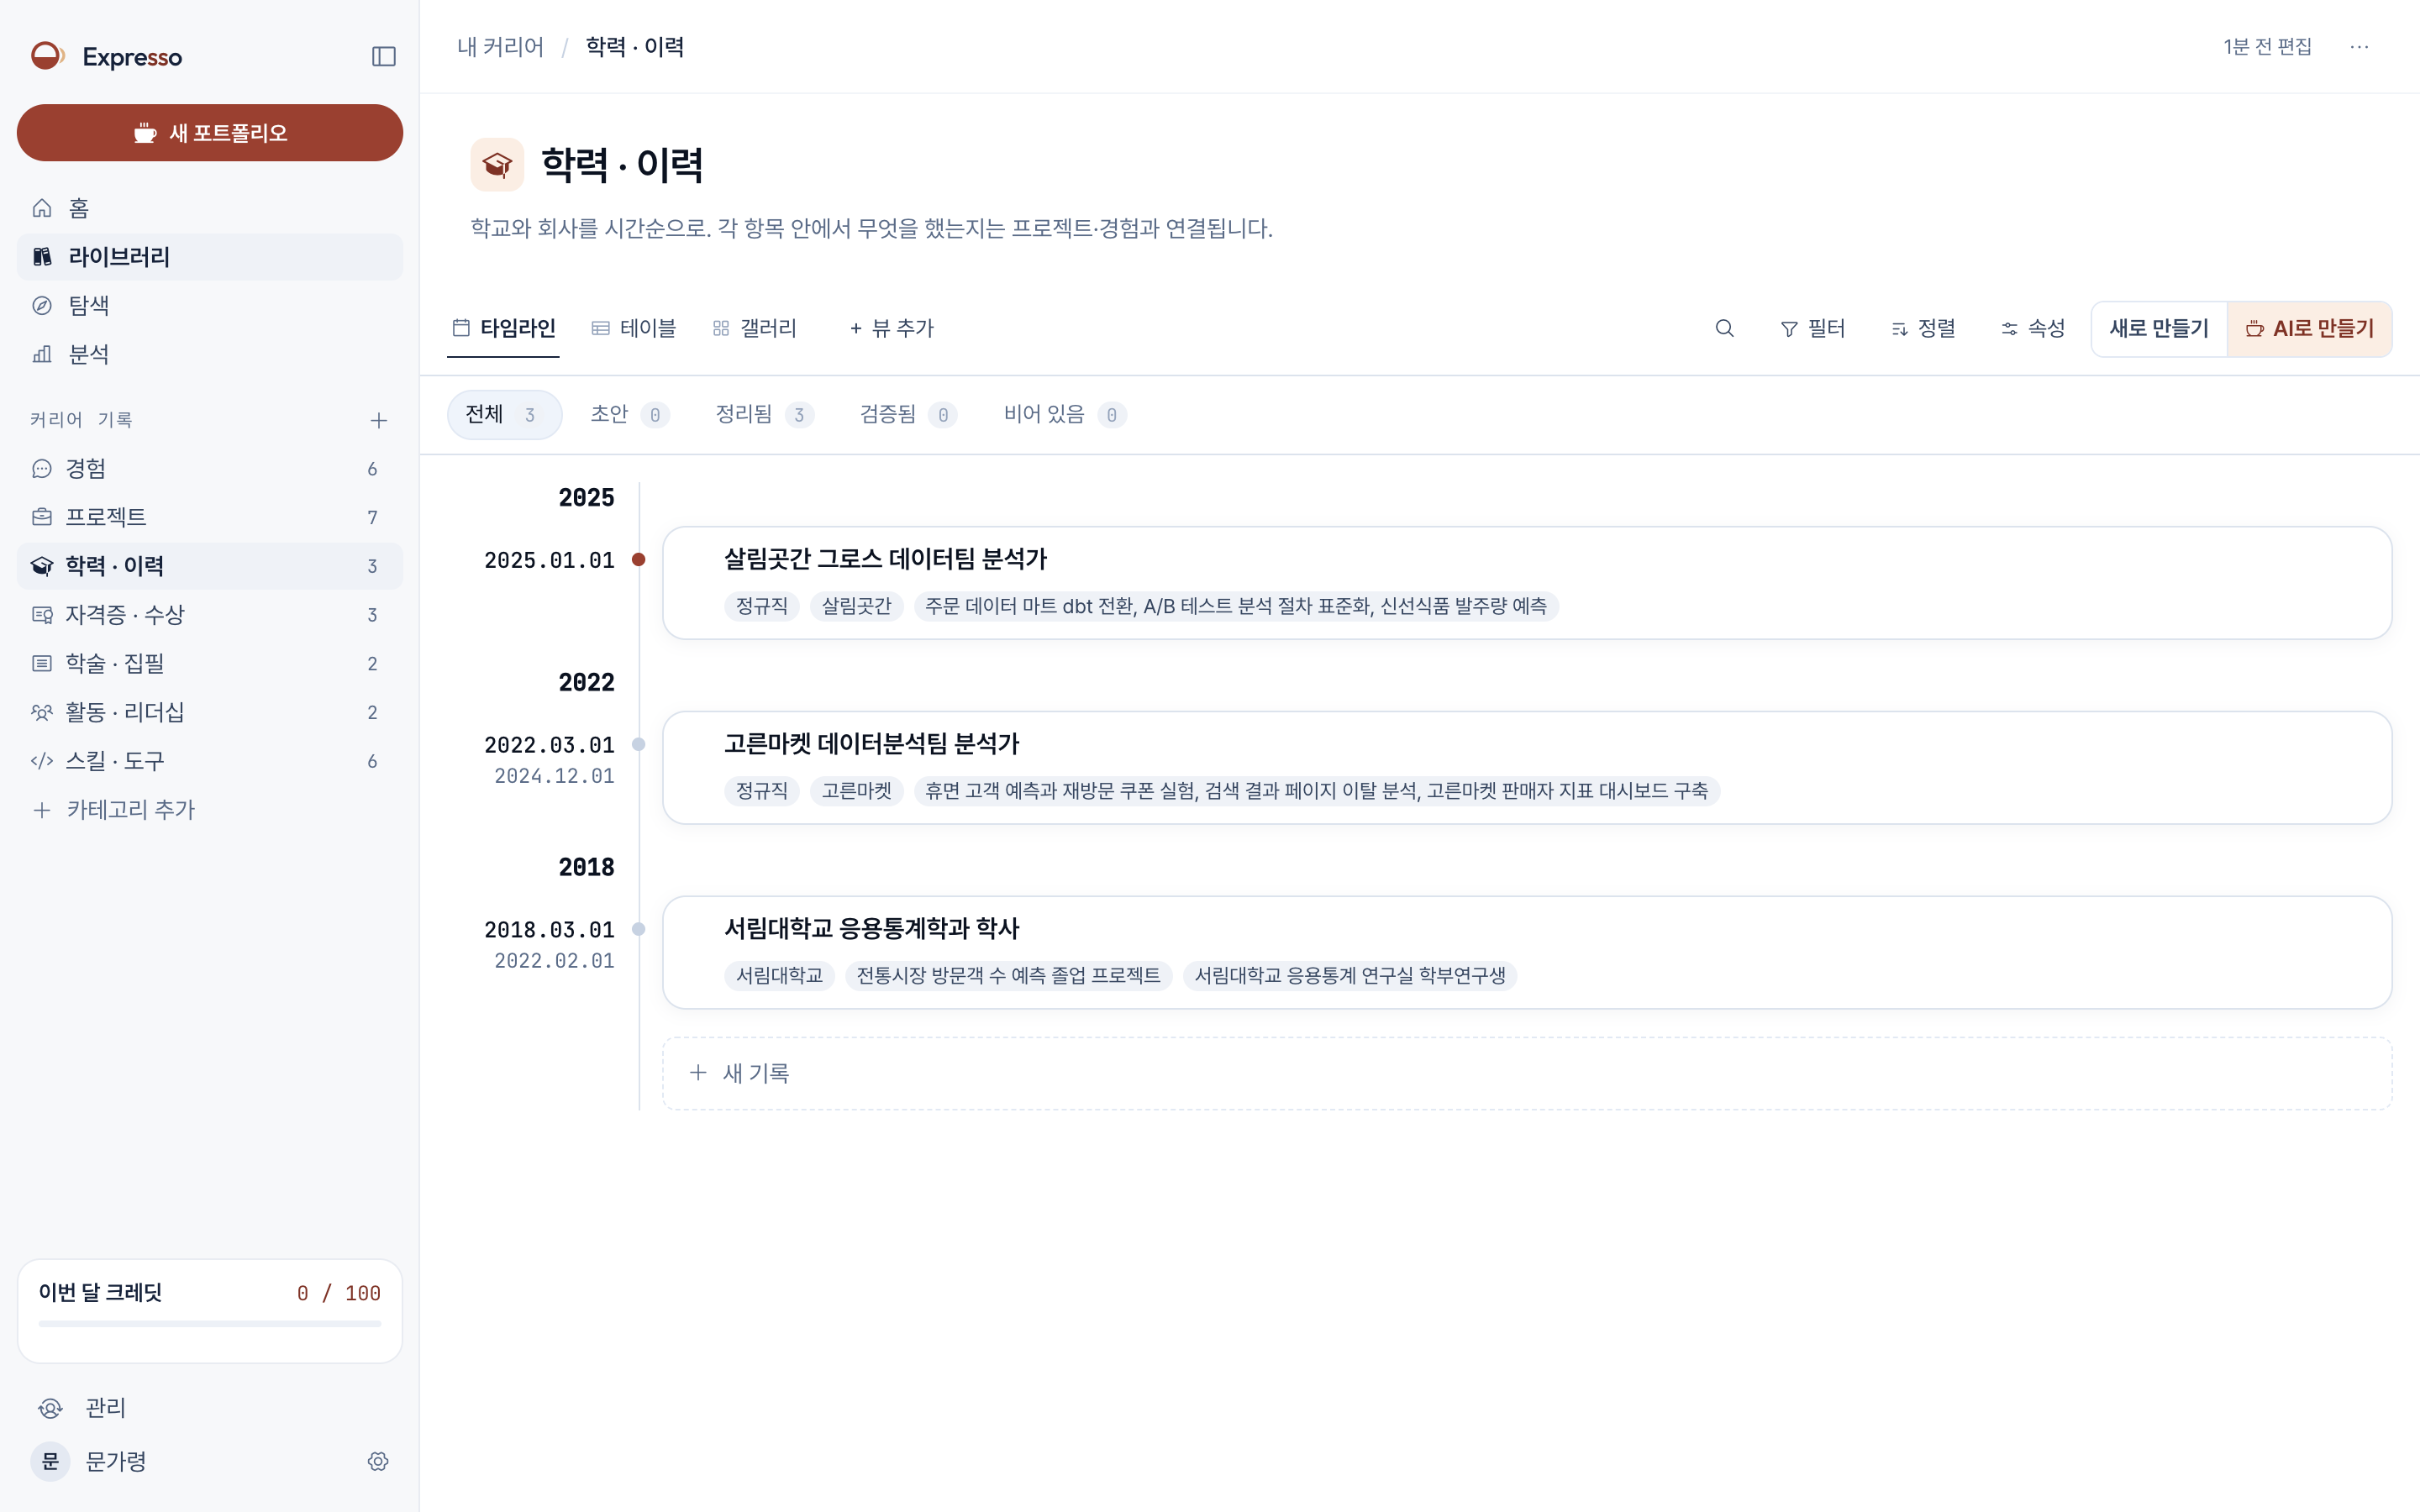 Expresso
새 포트폴리오
홈
라이브러리
탐색
분석
커리어 기록
경험 6
프로젝트 7
학력 · 이력 3
자격증 · 수상 3
학술 · 집필 2
활동 · 리더십 2
스킬 · 도구 6
카테고리 추가
이번 달 크레딧 0 / 100
관리
문 문가령
내 커리어 / 학력 · 이력 1분 전 편집 ···
학력 · 이력
학교와 회사를 시간순으로. 각 항목 안에서 무엇을 했는지는 프로젝트·경험과 연결됩니다.
타임라인 테이블 갤러리 + 뷰 추가 필터 정렬 속성 새로 만들기 AI로 만들기
전체 3 초안 0 정리됨 3 검증됨 0 비어 있음 0
2025
2025.01.01 살림곳간 그로스 데이터팀 분석가
정규직 살림곳간 주문 데이터 마트 dbt 전환, A/B 테스트 분석 절차 표준화, 신선식품 발주량 예측
2022
2022.03.01 고른마켓 데이터분석팀 분석가
2024.12.01
정규직 고른마켓 휴면 고객 예측과 재방문 쿠폰 실험, 검색 결과 페이지 이탈 분석, 고른마켓 판매자 지표 대시보드 구축
2018
2018.03.01 서림대학교 응용통계학과 학사
2022.02.01
서림대학교 전통시장 방문객 수 예측 졸업 프로젝트 서림대학교 응용통계 연구실 학부연구생
+ 새 기록